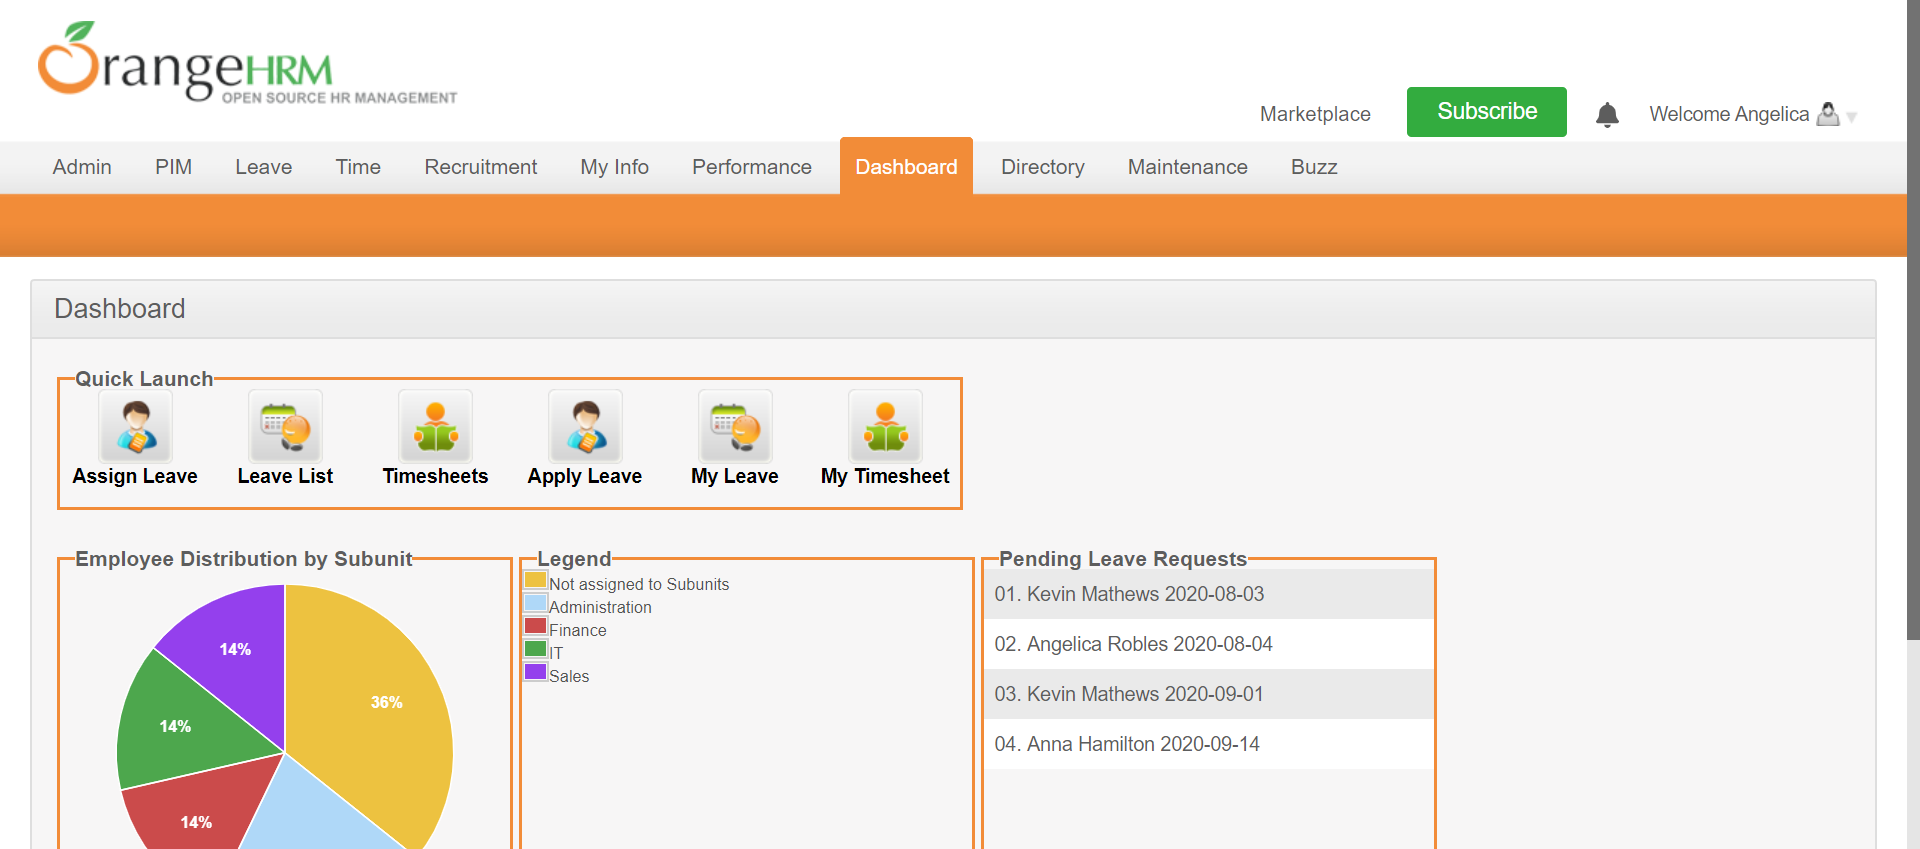 OrangeHRM
OPEN SOURCE HR MANAGEMENT
Marketplace
Subscribe
Welcome Angelica
Admin PIM Leave Time Recruitment My Info Performance Dashboard Directory Maintenance Buzz
Dashboard
Quick Launch
Assign Leave Leave List Timesheets Apply Leave My Leave My Timesheet
Employee Distribution by Subunit
14%
36%
14%
14%
Legend
Not assigned to Subunits
Administration
Finance
IT
Sales
Pending Leave Requests
01. Kevin Mathews 2020-08-03
02. Angelica Robles 2020-08-04
03. Kevin Mathews 2020-09-01
04. Anna Hamilton 2020-09-14